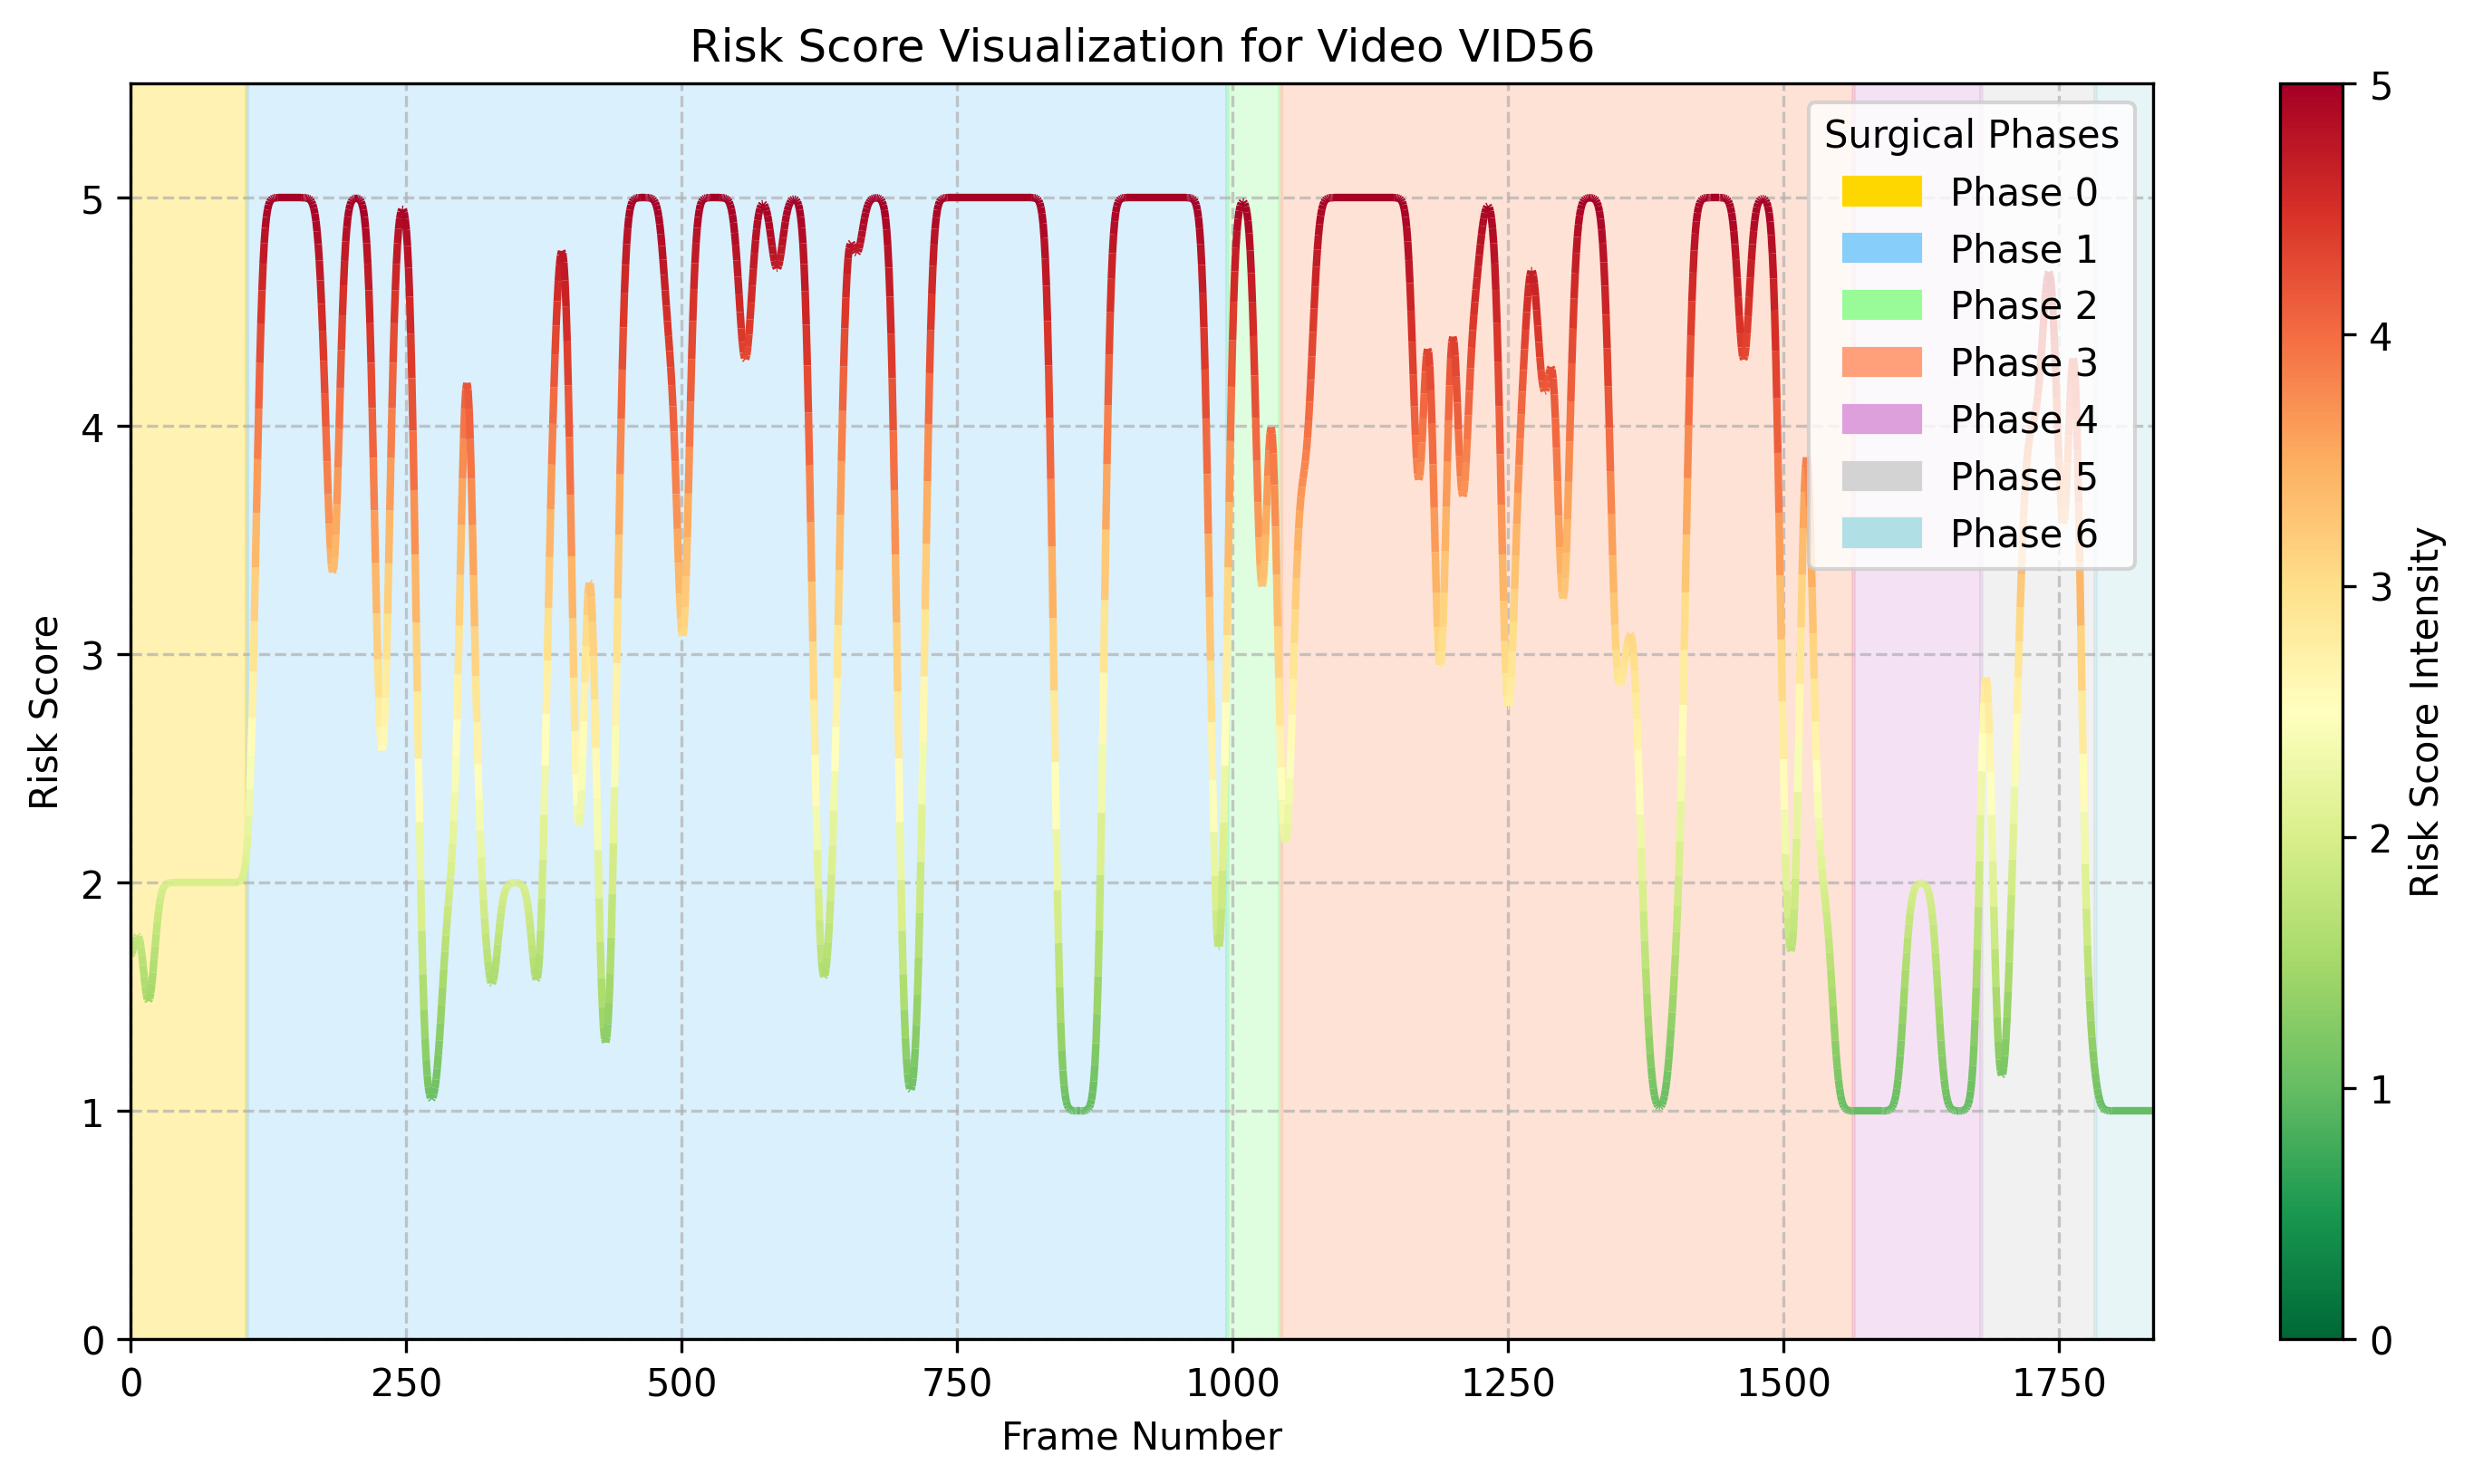 Risk Score Visualization for Video VID56
Risk Score
5
4
3
2
1
0
0 250 500 750 1000 1250 1500 1750
Frame Number
Surgical Phases
Phase 0
Phase 1
Phase 2
Phase 3
Phase 4
Phase 5
Phase 6
5
4
3
2
1
0
Risk Score Intensity